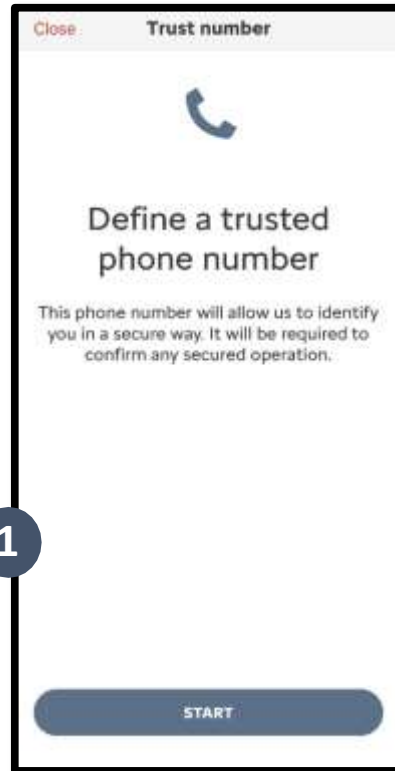 Close Trust number
Define a trusted
phone number
This phone number will allow us to identify
you in a secure way. It will be required to
confirm any secured operation.
1
START